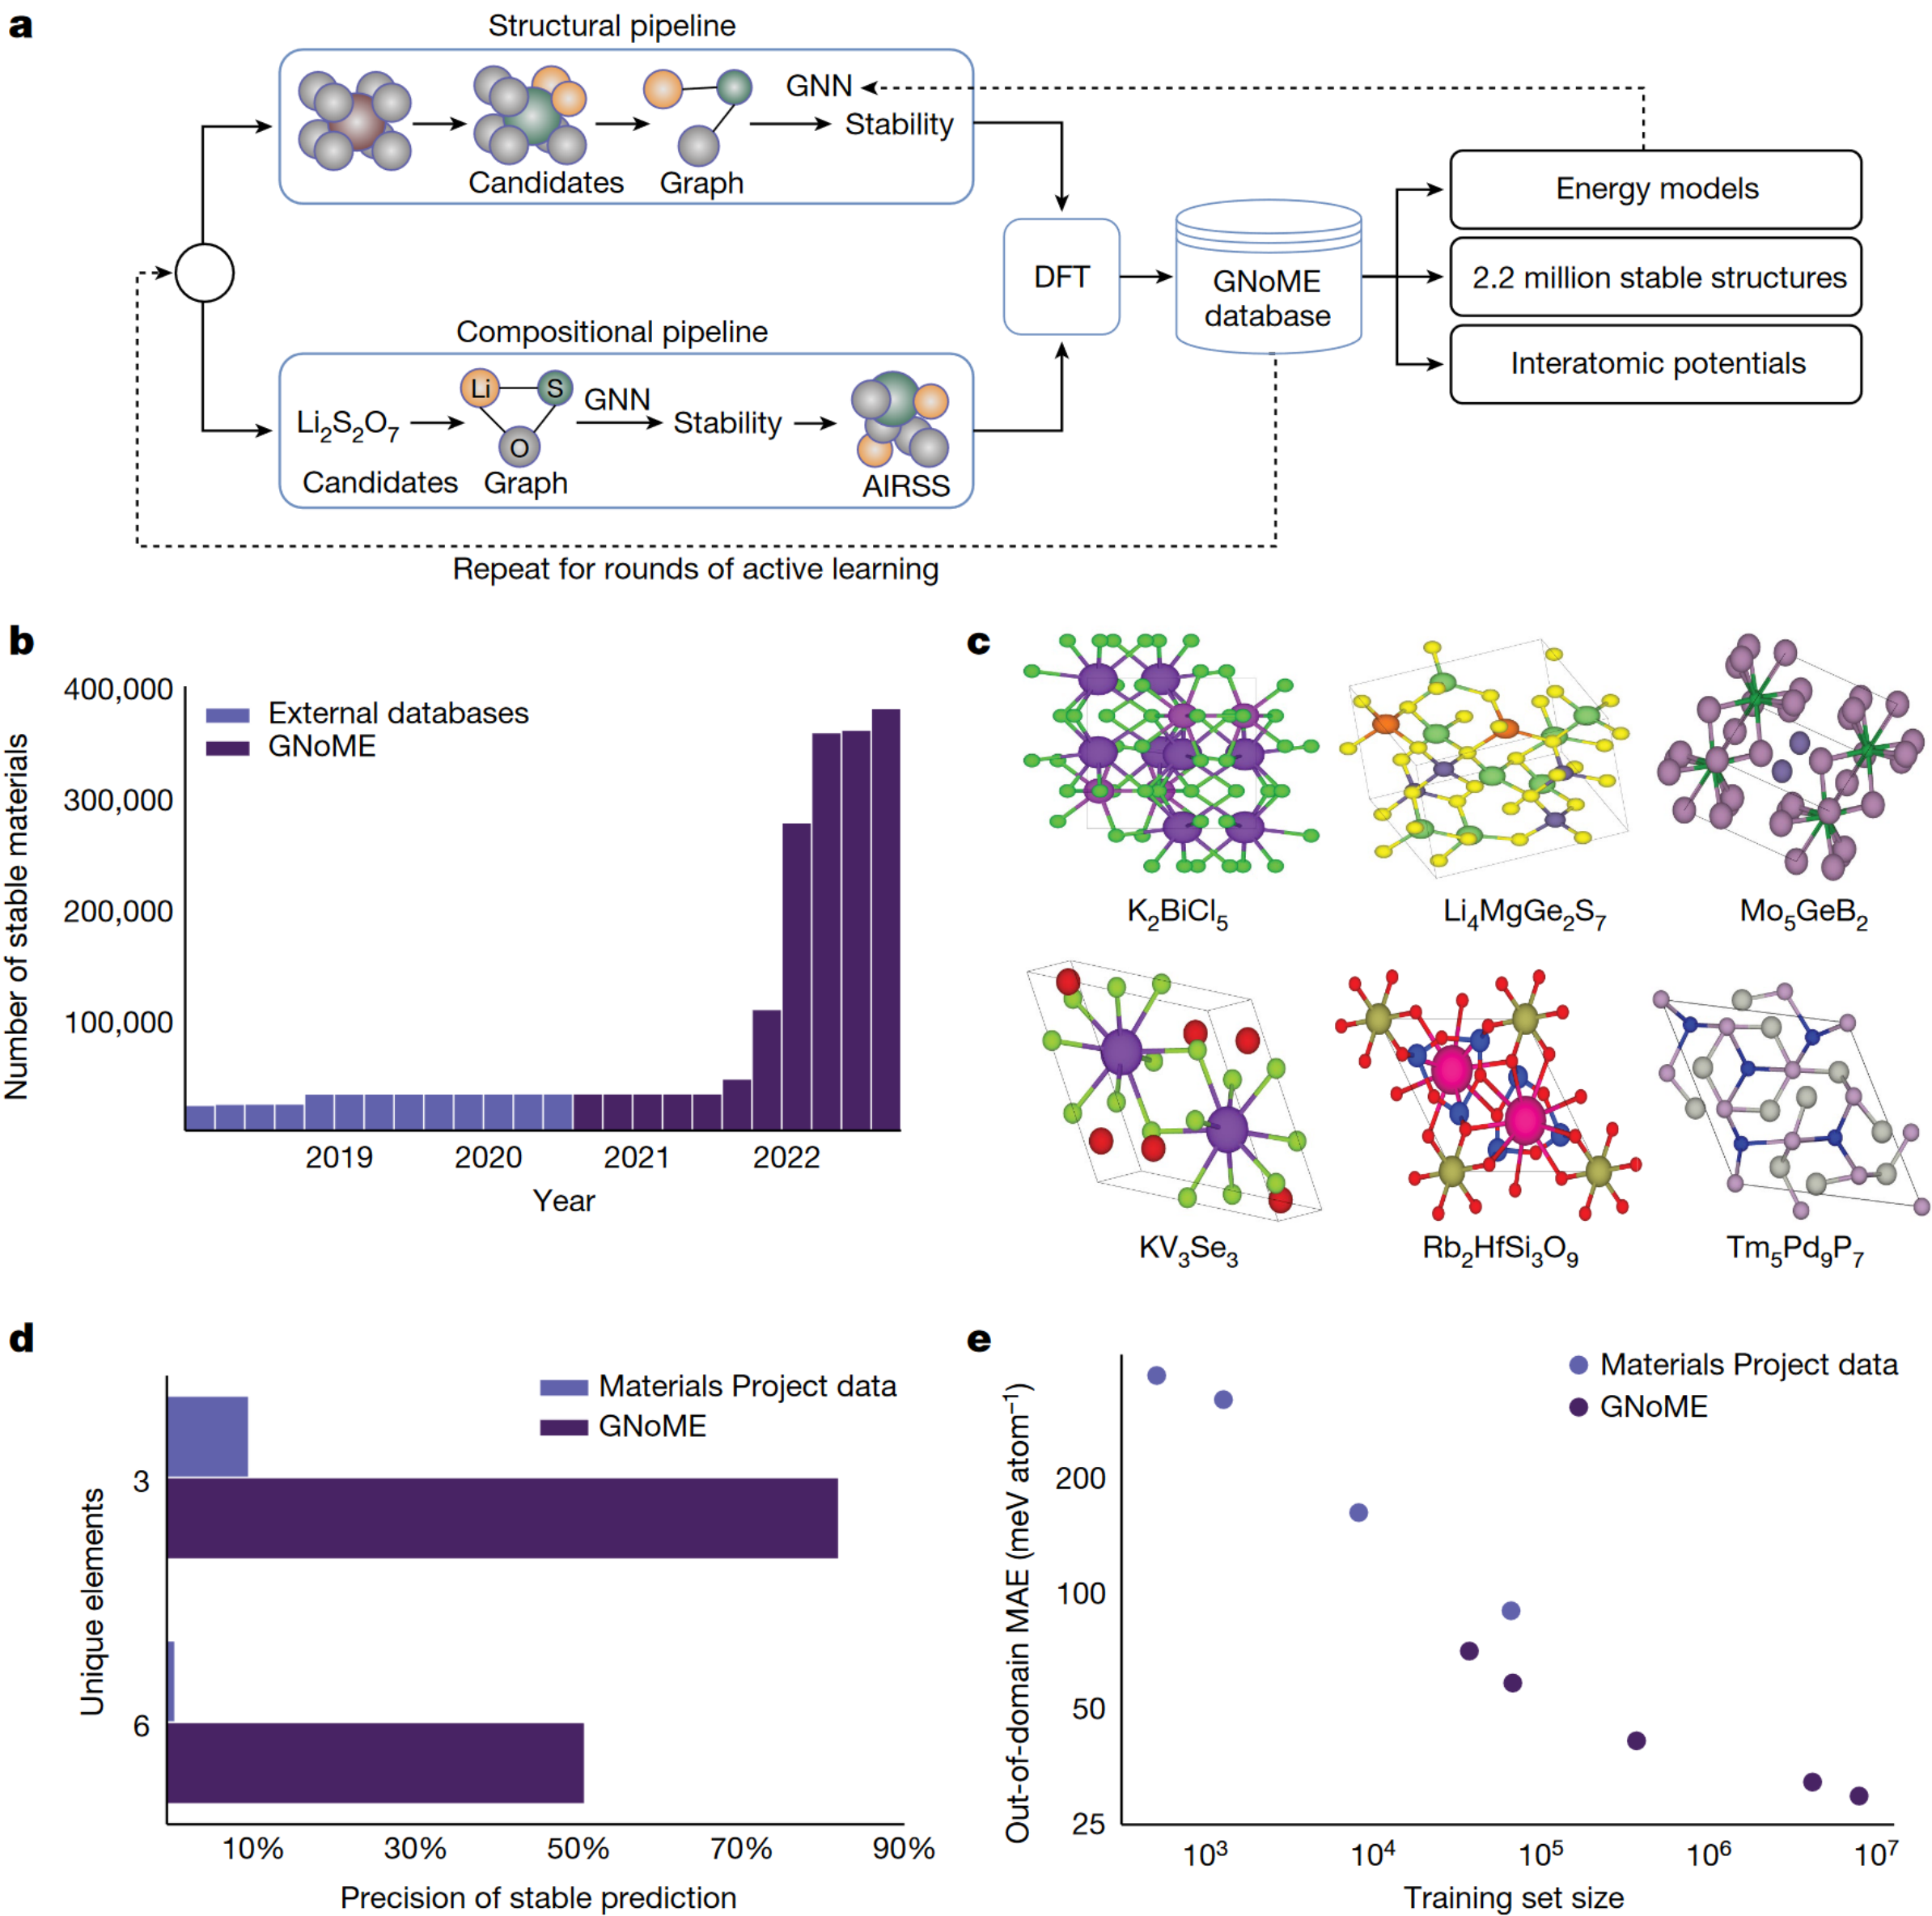 a
Structural pipeline
GNN
Stability
Candidates
Graph
Compositional pipeline
Li
S
O
Li₂S₂O₇
GNN
Stability
Candidates
Graph
AIRSS
DFT
GNoME
database
Energy models
2.2 million stable structures
Interatomic potentials
Repeat for rounds of active learning
b
Number of stable materials
400,000
300,000
200,000
100,000
External databases
GNoME
2019
2020
2021
2022
Year
c
K₂BiCl₅
Li₄MgGe₂S₇
Mo₅GeB₂
KV₃Se₃
Rb₂HfSi₃O₉
Tm₅Pd₉P₇
d
Materials Project data
GNoME
Unique elements
3
6
10%
30%
50%
70%
90%
Precision of stable prediction
e
Materials Project data
GNoME
Out-of-domain MAE (meV atom⁻¹)
200
100
50
25
10³
10⁴
10⁵
10⁶
10⁷
Training set size